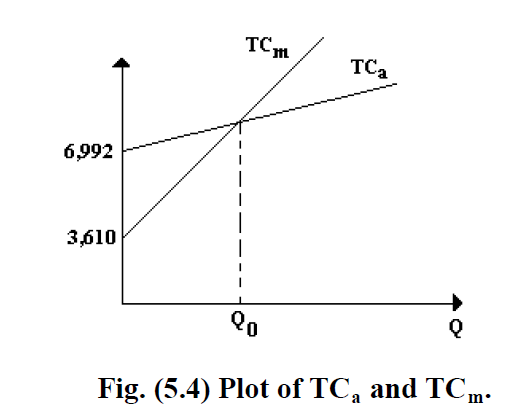 TCm
TCa
6,992
3,610
Q0
Q
Fig. (5.4) Plot of TCa and TCm.